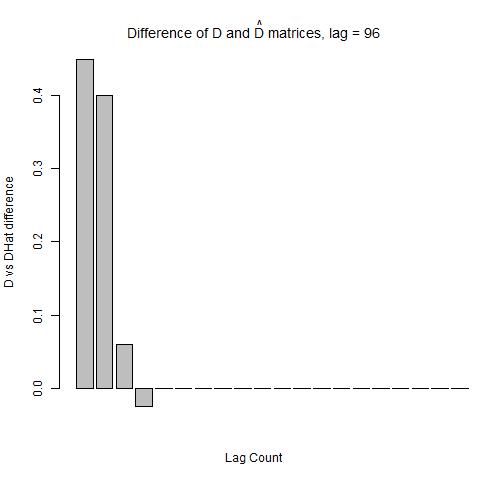 Difference of D and D̂ matrices, lag = 96
0.4
0.3
0.2
0.1
0.0
D vs DHat difference
Lag Count